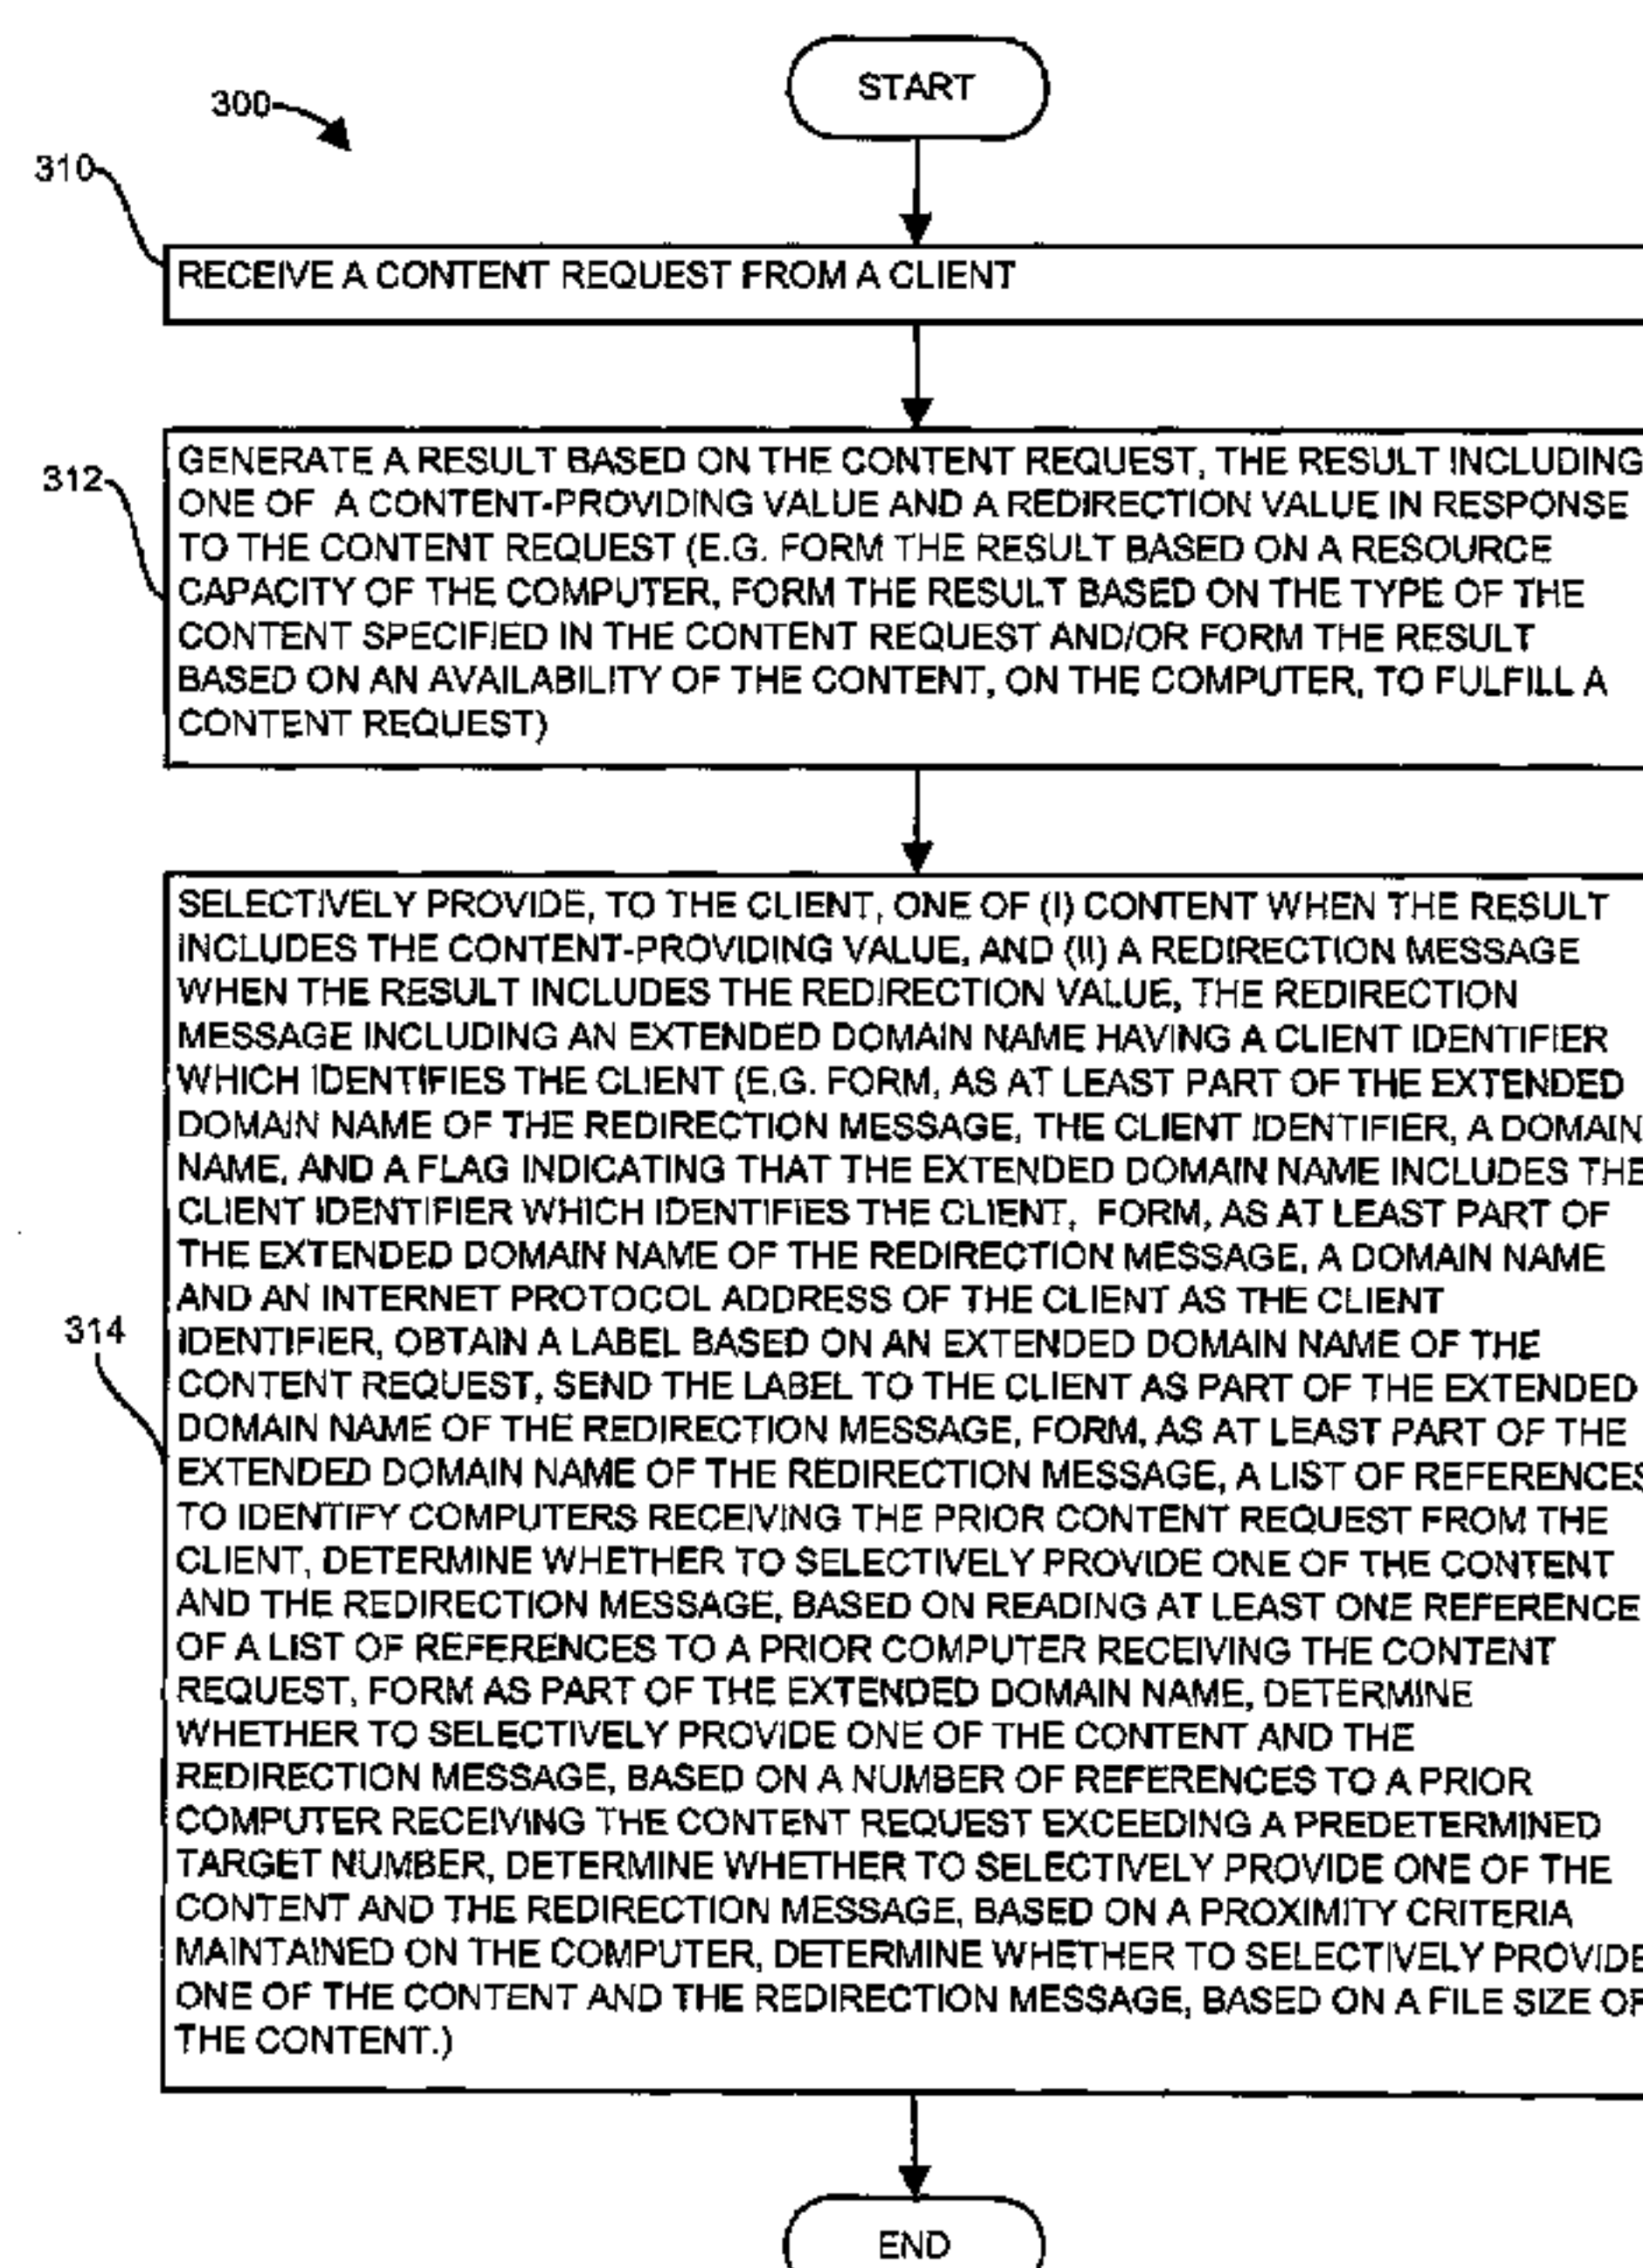 START
300
310
RECEIVE A CONTENT REQUEST FROM A CLIENT
312
GENERATE A RESULT BASED ON THE CONTENT REQUEST, THE RESULT INCLUDING
ONE OF A CONTENT-PROVIDING VALUE AND A REDIRECTION VALUE IN RESPONSE
TO THE CONTENT REQUEST (E.G. FORM THE RESULT BASED ON A RESOURCE
CAPACITY OF THE COMPUTER, FORM THE RESULT BASED ON THE TYPE OF THE
CONTENT SPECIFIED IN THE CONTENT REQUEST AND/OR FORM THE RESULT
BASED ON AN AVAILABILITY OF THE CONTENT, ON THE COMPUTER, TO FULFILL A
CONTENT REQUEST)
314
SELECTIVELY PROVIDE, TO THE CLIENT, ONE OF (I) CONTENT WHEN THE RESULT
INCLUDES THE CONTENT-PROVIDING VALUE, AND (II) A REDIRECTION MESSAGE
WHEN THE RESULT INCLUDES THE REDIRECTION VALUE, THE REDIRECTION
MESSAGE INCLUDING AN EXTENDED DOMAIN NAME HAVING A CLIENT IDENTIFIER
WHICH IDENTIFIES THE CLIENT (E.G. FORM, AS AT LEAST PART OF THE EXTENDED
DOMAIN NAME OF THE REDIRECTION MESSAGE, THE CLIENT IDENTIFIER, A DOMAIN
NAME, AND A FLAG INDICATING THAT THE EXTENDED DOMAIN NAME INCLUDES THE
CLIENT IDENTIFIER WHICH IDENTIFIES THE CLIENT, FORM, AS AT LEAST PART OF
THE EXTENDED DOMAIN NAME OF THE REDIRECTION MESSAGE, A DOMAIN NAME
AND AN INTERNET PROTOCOL ADDRESS OF THE CLIENT AS THE CLIENT
IDENTIFIER, OBTAIN A LABEL BASED ON AN EXTENDED DOMAIN NAME OF THE
CONTENT REQUEST, SEND THE LABEL TO THE CLIENT AS PART OF THE EXTENDED
DOMAIN NAME OF THE REDIRECTION MESSAGE, FORM, AS AT LEAST PART OF THE
EXTENDED DOMAIN NAME OF THE REDIRECTION MESSAGE, A LIST OF REFERENCES
TO IDENTIFY COMPUTERS RECEIVING THE PRIOR CONTENT REQUEST FROM THE
CLIENT, DETERMINE WHETHER TO SELECTIVELY PROVIDE ONE OF THE CONTENT
AND THE REDIRECTION MESSAGE, BASED ON READING AT LEAST ONE REFERENCE
OF A LIST OF REFERENCES TO A PRIOR COMPUTER RECEIVING THE CONTENT
REQUEST, FORM AS PART OF THE EXTENDED DOMAIN NAME, DETERMINE
WHETHER TO SELECTIVELY PROVIDE ONE OF THE CONTENT AND THE
REDIRECTION MESSAGE, BASED ON A NUMBER OF REFERENCES TO A PRIOR
COMPUTER RECEIVING THE CONTENT REQUEST EXCEEDING A PREDETERMINED
TARGET NUMBER, DETERMINE WHETHER TO SELECTIVELY PROVIDE ONE OF THE
CONTENT AND THE REDIRECTION MESSAGE, BASED ON A PROXIMITY CRITERIA
MAINTAINED ON THE COMPUTER, DETERMINE WHETHER TO SELECTIVELY PROVIDE
ONE OF THE CONTENT AND THE REDIRECTION MESSAGE, BASED ON A FILE SIZE OF
THE CONTENT.)
END